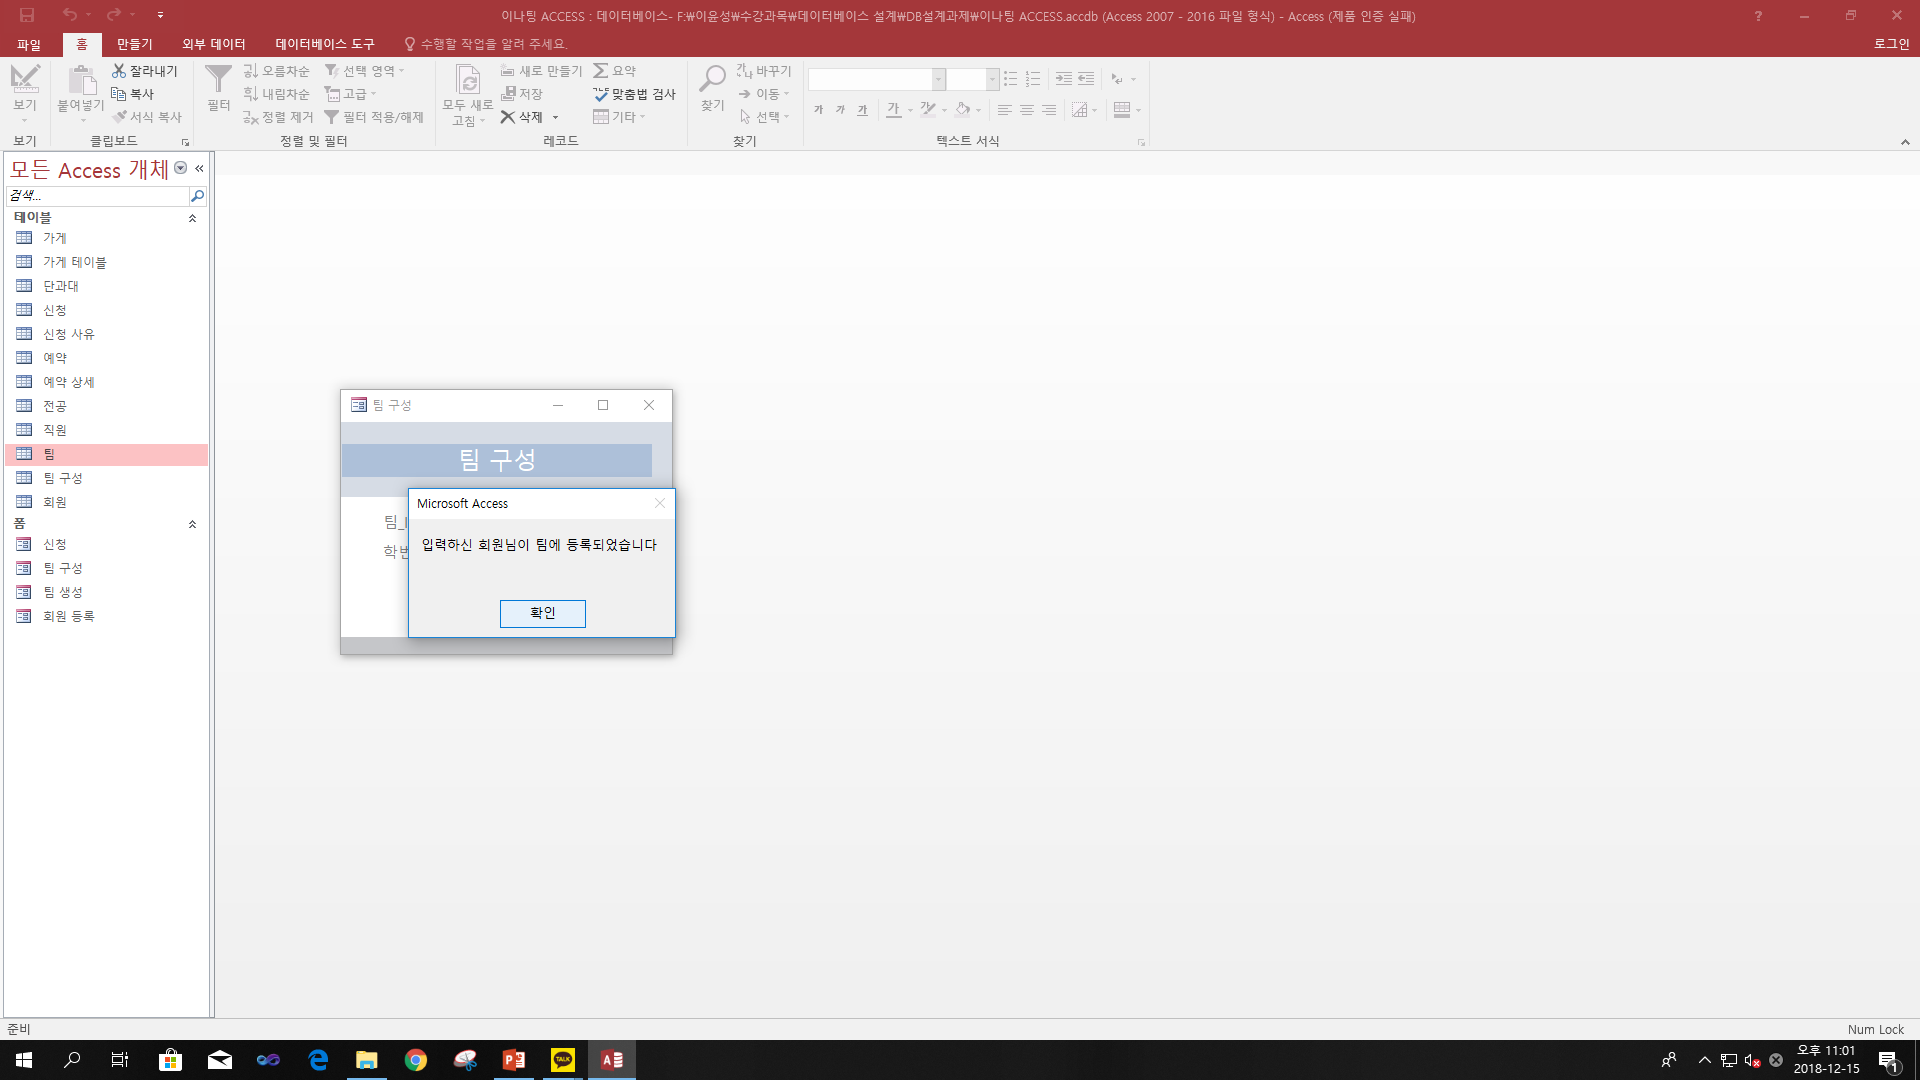 이나팅 ACCESS : 데이터베이스- F:₩이윤성₩수강과목₩데이터베이스 설계₩DB설계과제₩이나팅 ACCESS.accdb (Access 2007 - 2016 파일 형식) - Access (제품 인증 실패)
파일 홈 만들기 외부 데이터 데이터베이스 도구 수행할 작업을 알려 주세요. 로그인
보기
보기
붙여넣기
잘라내기
복사
서식 복사
클립보드
필터
오름차순
내림차순
정렬 제거
선택 영역
고급
필터 적용/해제
정렬 및 필터
모두 새로
고침
새로 만들기
저장
삭제
요약
맞춤법 검사
기타
레코드
찾기
바꾸기
이동
선택
찾기
가 가 가 가
텍스트 서식
모든 Access 개체
검색...
테이블
가게
가게 테이블
단과대
신청
신청 사유
예약
예약 상세
전공
직원
팀
팀 구성
회원
폼
신청
팀 구성
팀 생성
회원 등록
팀 구성
팀 구성
팀_I
학번
Microsoft Access
입력하신 회원님이 팀에 등록되었습니다
확인
준비
Num Lock
TALK
오후 11:01
2018-12-15
1